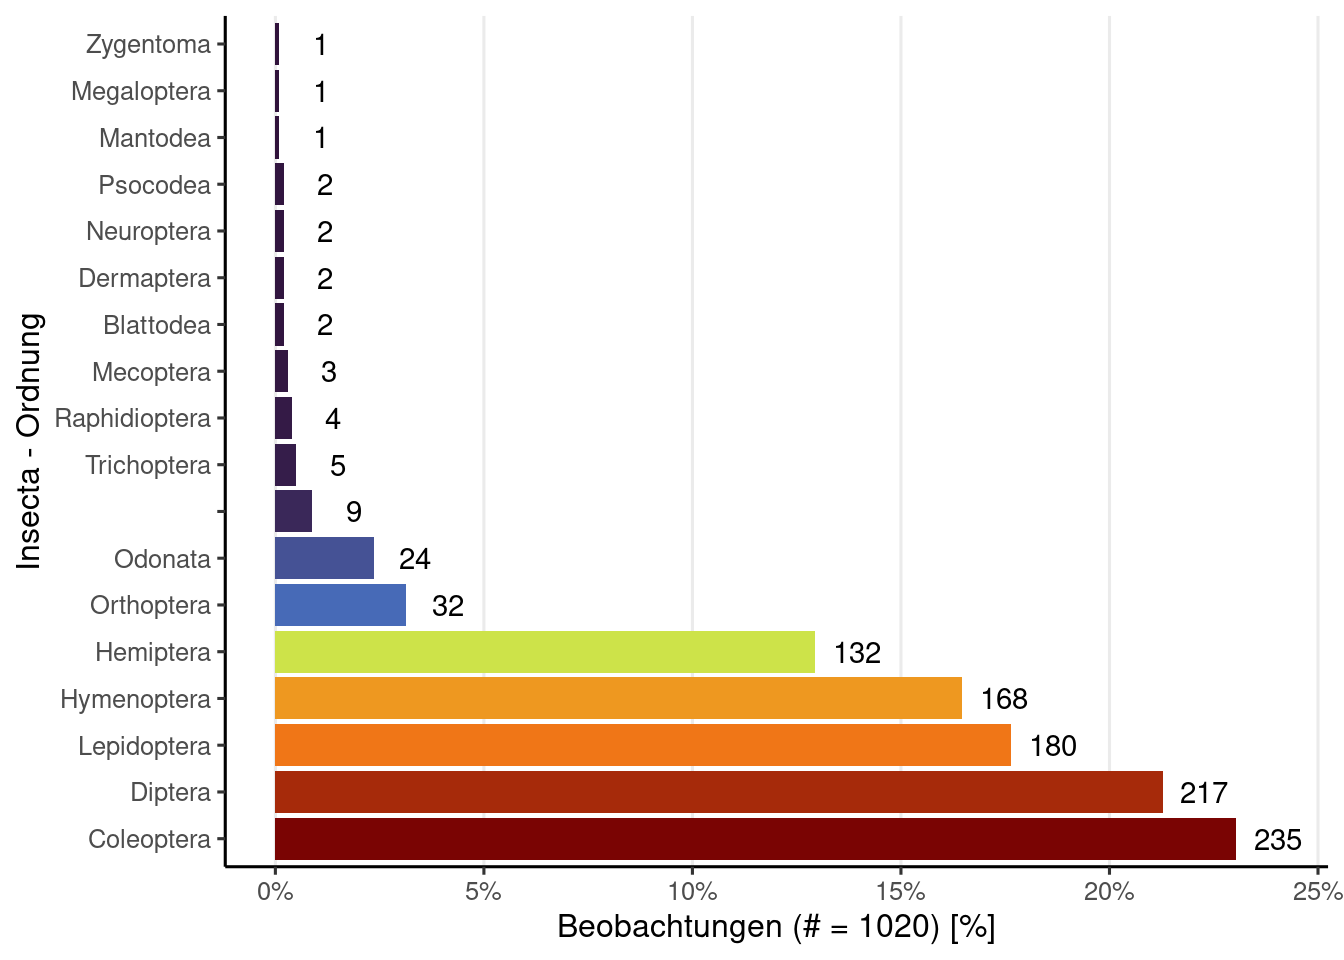 Insecta - Ordnung
Zygentoma 1
Megaloptera 1
Mantodea 1
Psocodea 2
Neuroptera 2
Dermaptera 2
Blattodea 2
Mecoptera 3
Raphidioptera 4
Trichoptera 5
9
Odonata 24
Orthoptera 32
Hemiptera 132
Hymenoptera 168
Lepidoptera 180
Diptera 217
Coleoptera 235
0% 5% 10% 15% 20% 25%
Beobachtungen (# = 1020) [%]